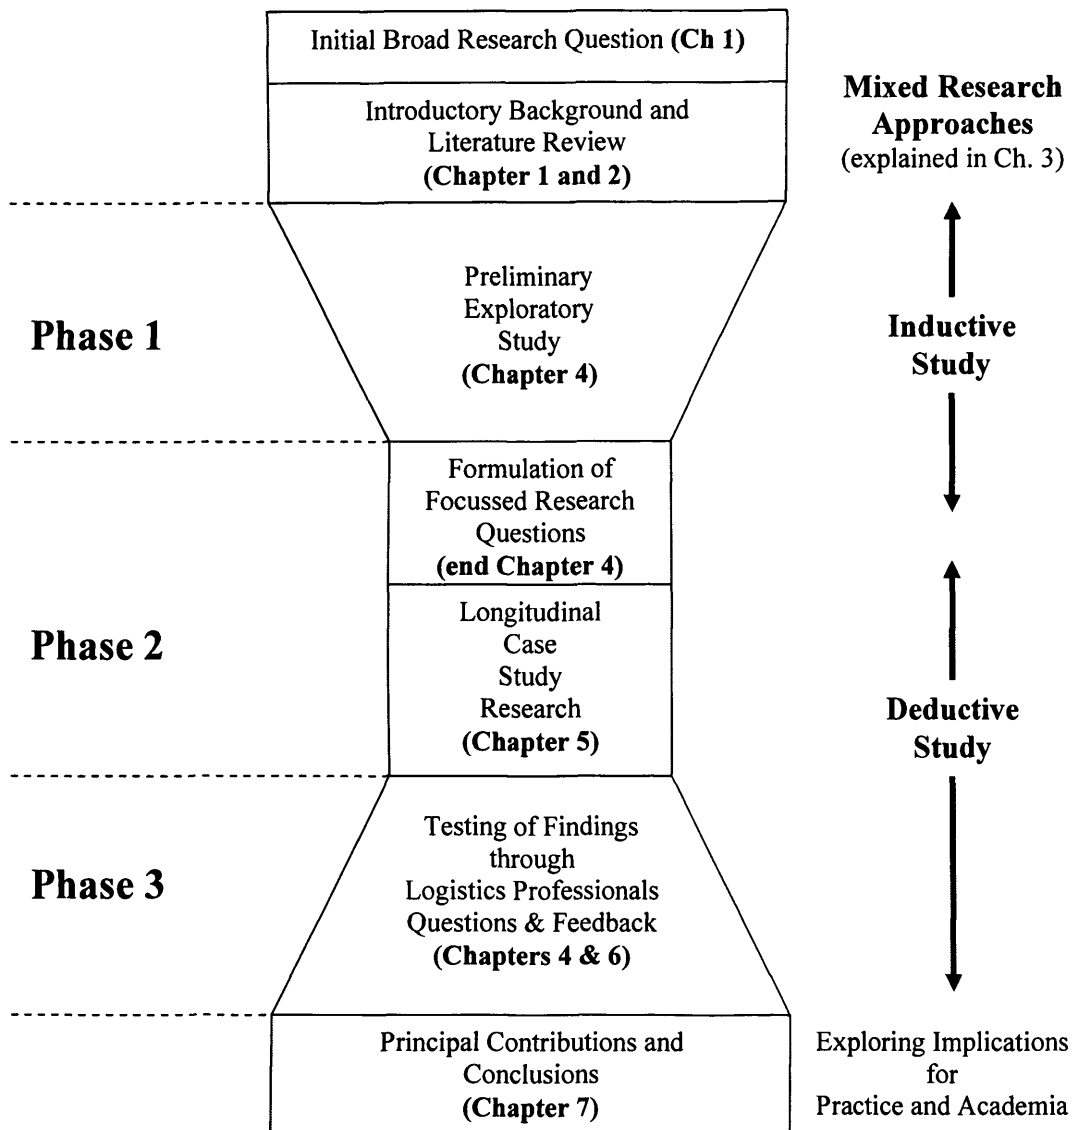 Initial Broad Research Question (Ch 1)
Introductory Background and
Literature Review
(Chapter 1 and 2)
Mixed Research
Approaches
(explained in Ch. 3)
Phase 1
Preliminary
Exploratory
Study
(Chapter 4)
Inductive
Study
Formulation of
Focussed Research
Questions
(end Chapter 4)
Phase 2
Longitudinal
Case
Study
Research
(Chapter 5)
Deductive
Study
Phase 3
Testing of Findings
through
Logistics Professionals
Questions & Feedback
(Chapters 4 & 6)
Principal Contributions and
Conclusions
(Chapter 7)
Exploring Implications
for
Practice and Academia